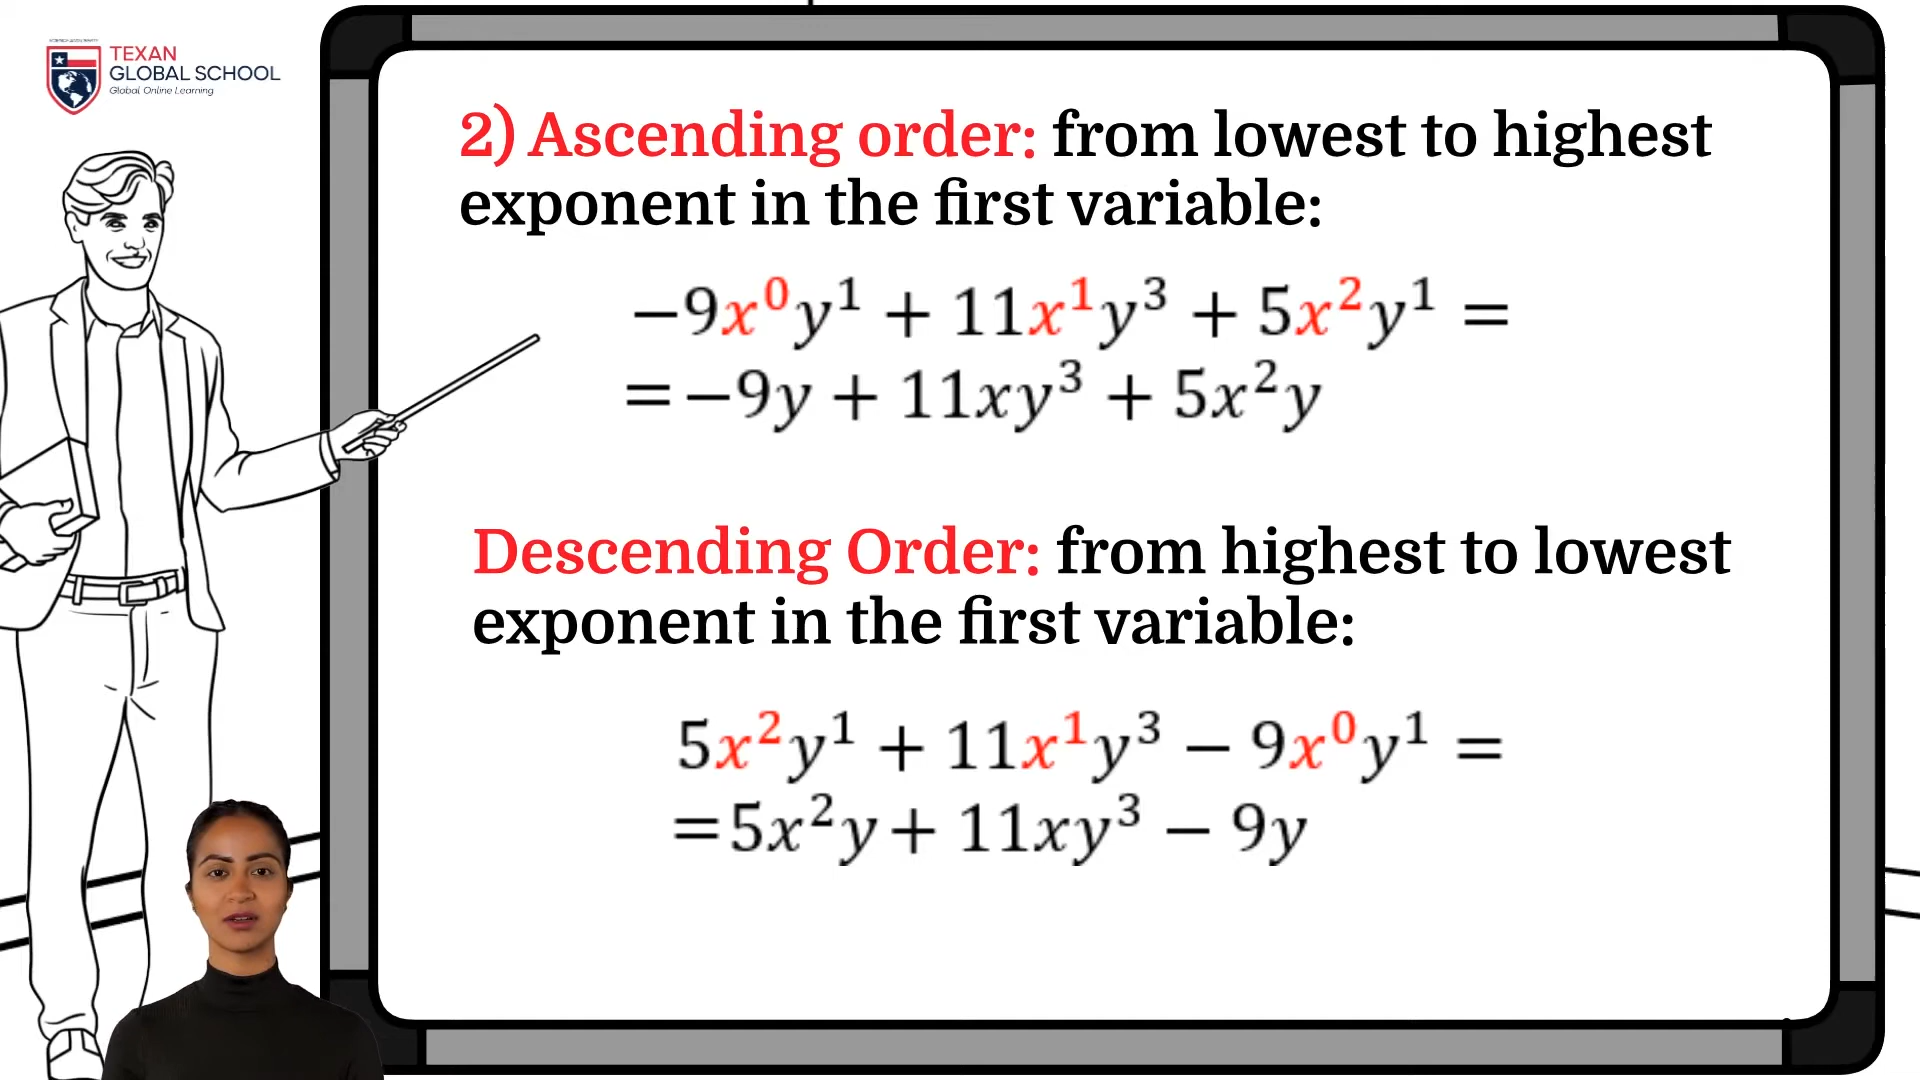 TEXAN
GLOBAL SCHOOL
Global Online Learning
2) Ascending order: from lowest to highest
exponent in the first variable:
−9x⁰y¹ + 11x¹y³ + 5x²y¹ =
=−9y + 11xy³ + 5x²y
Descending Order: from highest to lowest
exponent in the first variable:
5x²y¹ + 11x¹y³ − 9x⁰y¹ =
=5x²y + 11xy³ − 9y